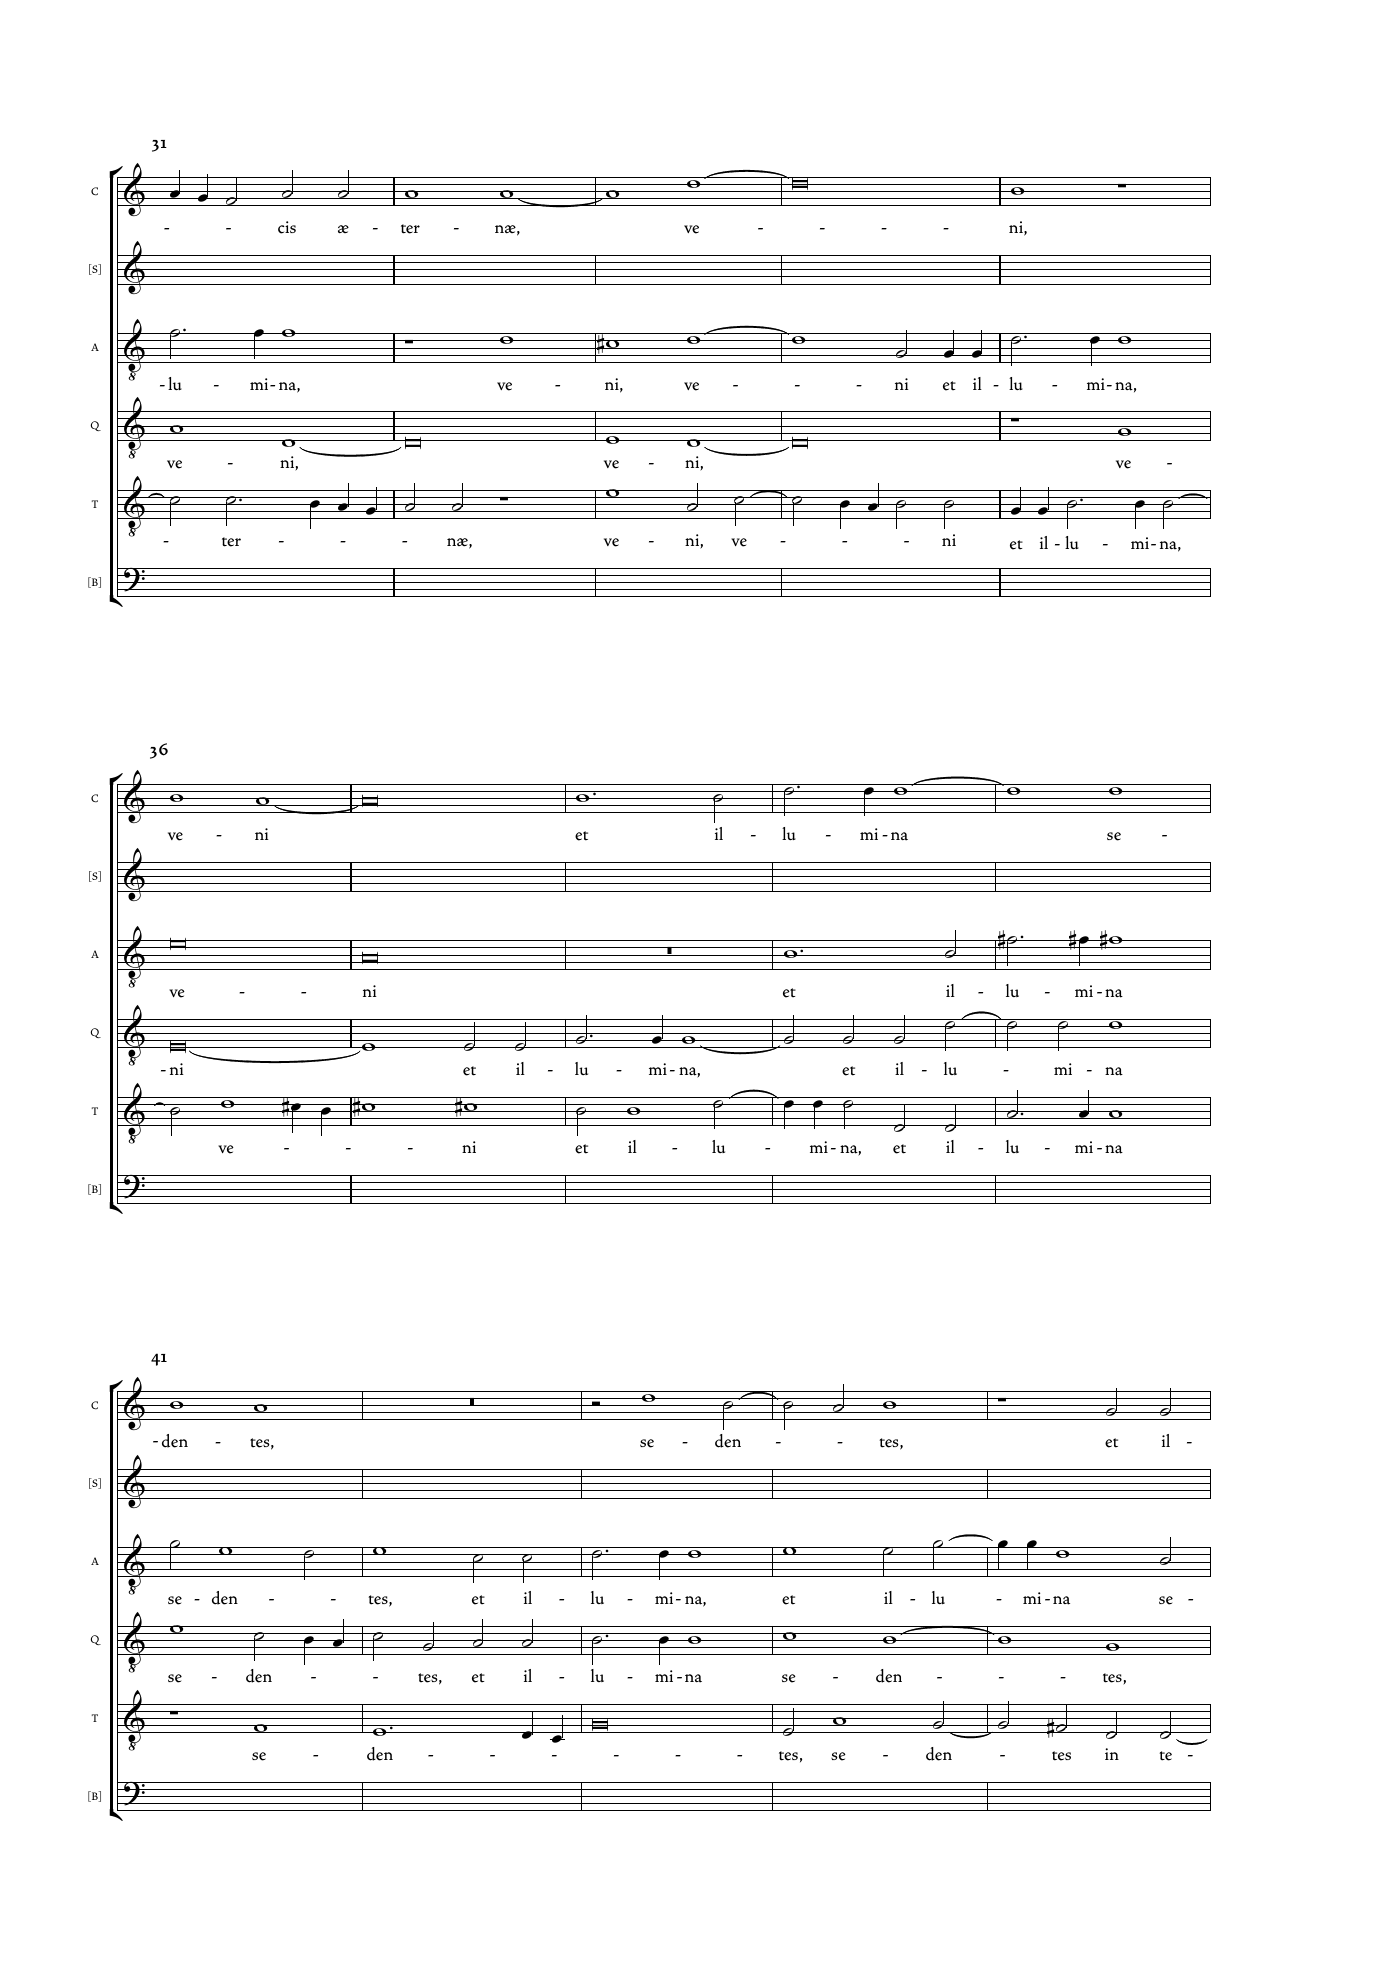 31
C
- - cis æ - ter - næ, ve - - - - ni,
[S]
A
-lu - mi-na, ve - ni, ve - - - ni et il - lu - mi-na,
Q
ve - ni, ve - ni, ve -
T
- ter - - - næ, ve - ni, ve - - - ni et il - lu - mi-na,
[B]
36
C
ve - ni et il - lu - mi - na se -
[S]
A
ve - - ni et il - lu - mi - na
Q
-ni et il - lu - mi-na, et il - lu - mi - na
T
ve - - - ni et il - lu - mi-na, et il - lu - mi - na
[B]
41
C
-den - tes, se - den - - tes, et il -
[S]
A
se - den - - tes, et il - lu - mi-na, et il - lu - mi-na se -
Q
se - den - - tes, et il - lu - mi-na se - den - - - tes,
T
se - den - - - - - - tes, se - den - tes in te -
[B]